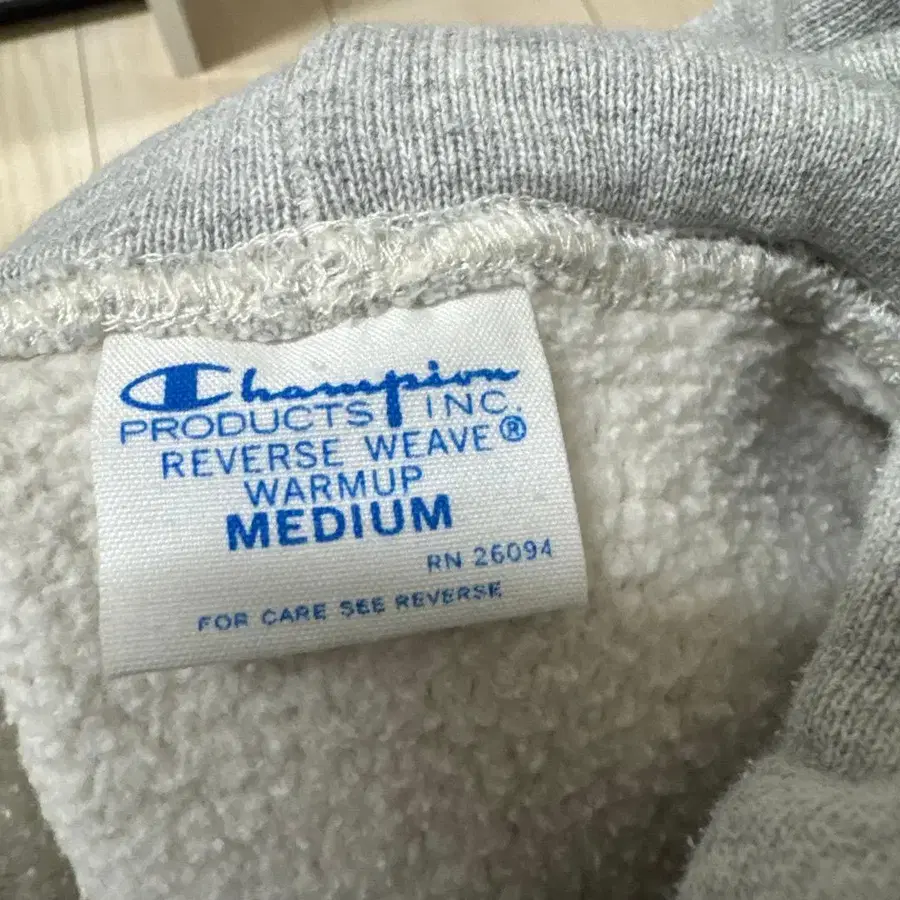 Champion
PRODUCTS INC.
REVERSE WEAVE®
WARMUP
MEDIUM
RN 26094
FOR CARE SEE REVERSE